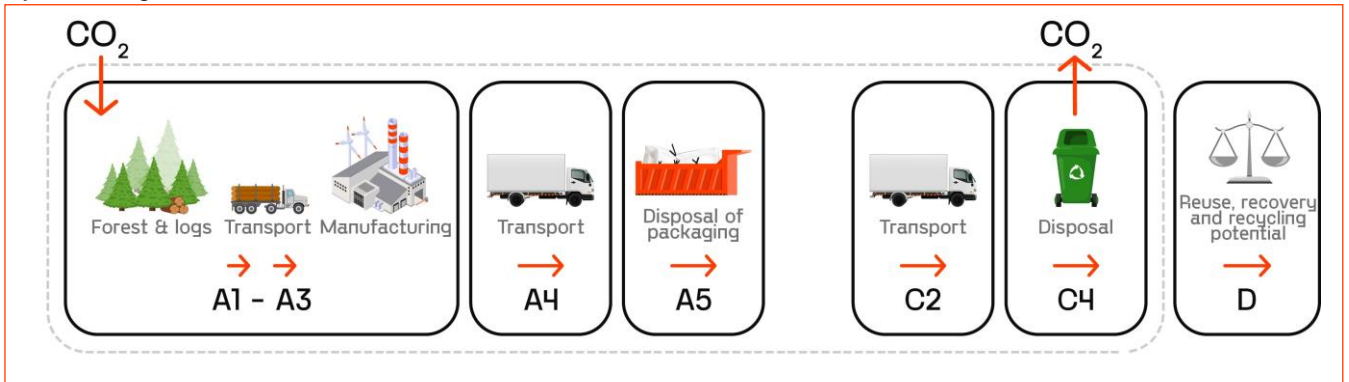 CO2
CO2
Forest & logs
Transport
Manufacturing
A1 - A3
Transport
A4
Disposal of
packaging
A5
Transport
C2
Disposal
C4
Reuse, recovery
and recycling
potential
D